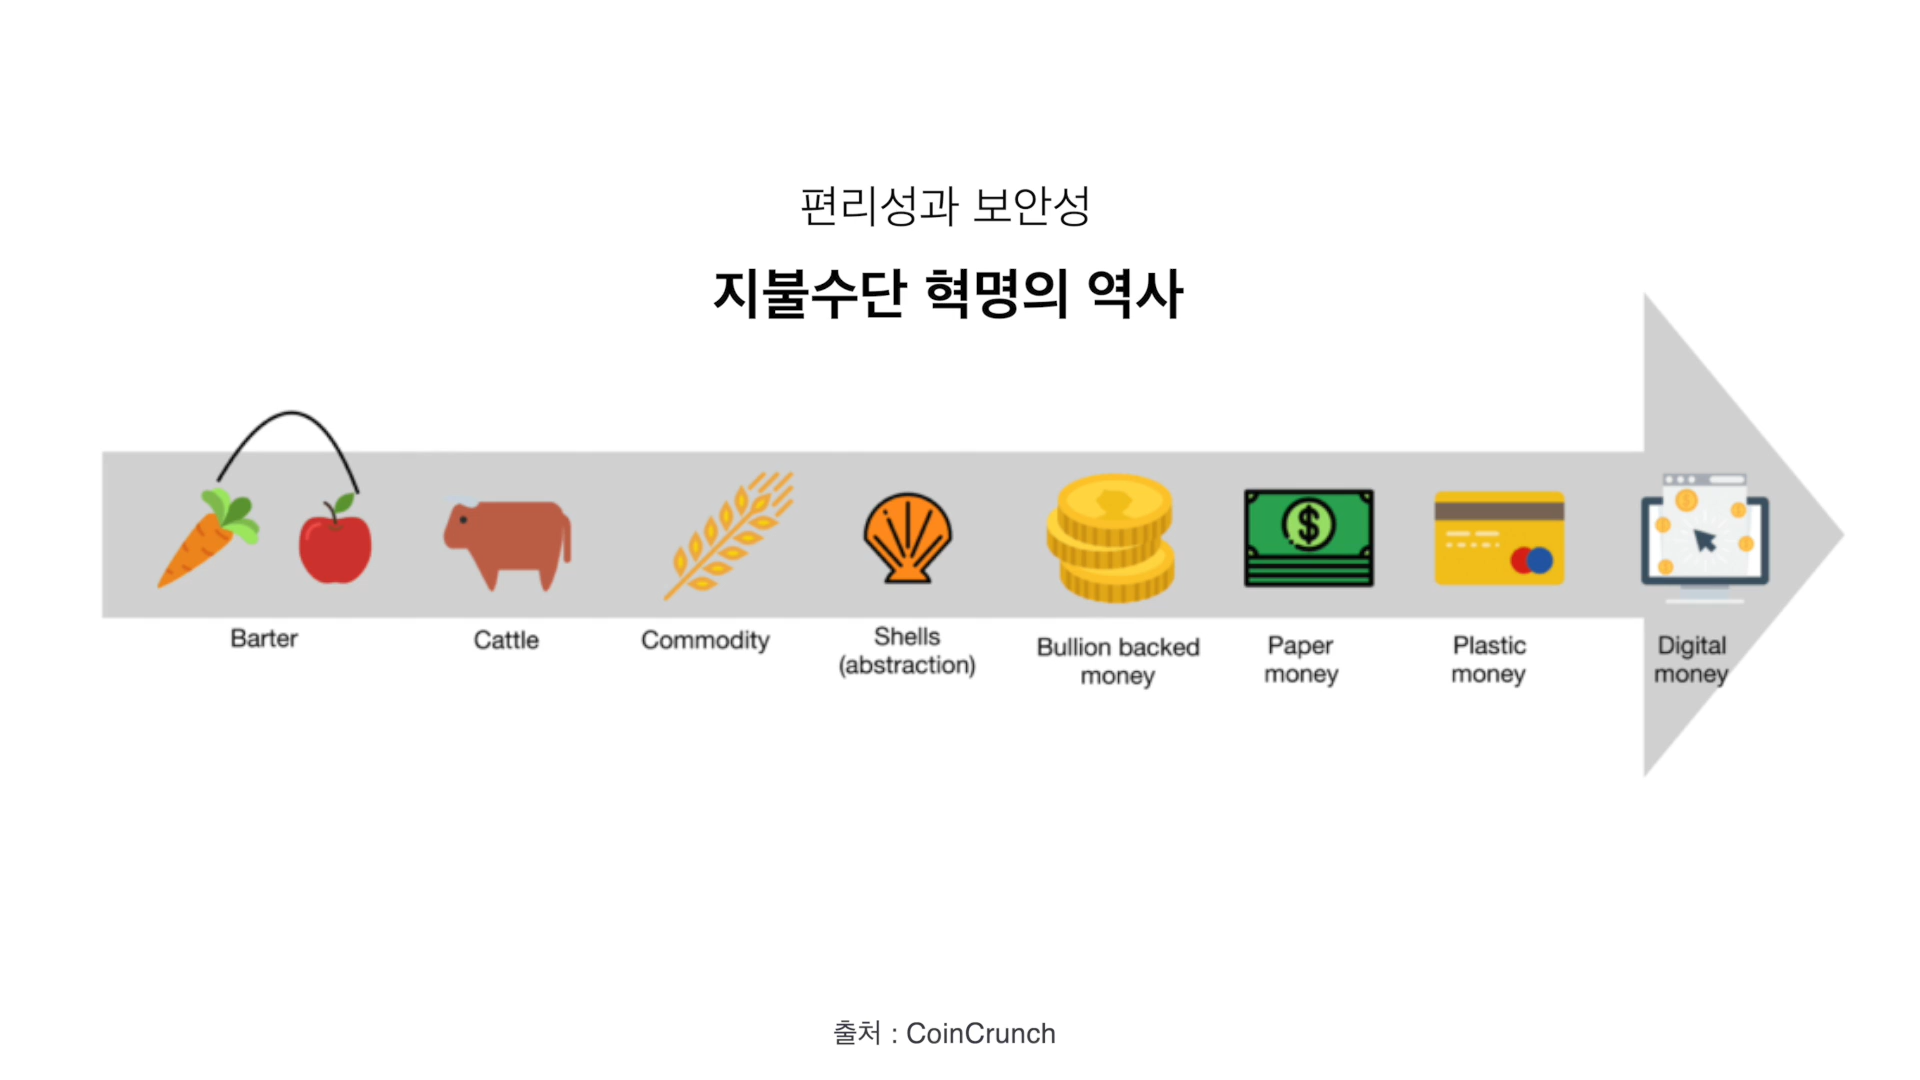 편리성과 보안성
지불수단 혁명의 역사
Barter
Cattle
Commodity
Shells
(abstraction)
Bullion backed
money
Paper
money
Plastic
money
Digital
money
출처 : CoinCrunch